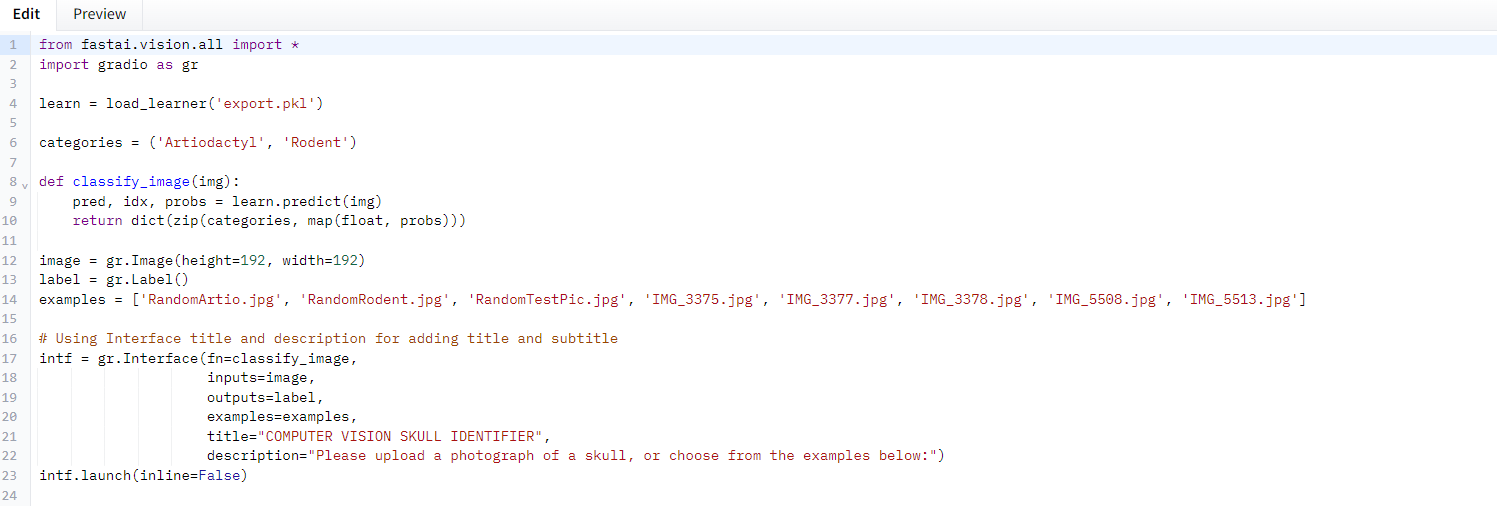 Edit Preview
1 from fastai.vision.all import *
2 import gradio as gr
3
4 learn = load_learner('export.pkl')
5
6 categories = ('Artiodactyl', 'Rodent')
7
8 def classify_image(img):
9     pred, idx, probs = learn.predict(img)
10     return dict(zip(categories, map(float, probs)))
11
12 image = gr.Image(height=192, width=192)
13 label = gr.Label()
14 examples = ['RandomArtio.jpg', 'RandomRodent.jpg', 'RandomTestPic.jpg', 'IMG_3375.jpg', 'IMG_3377.jpg', 'IMG_3378.jpg', 'IMG_5508.jpg', 'IMG_5513.jpg']
15
16 # Using Interface title and description for adding title and subtitle
17 intf = gr.Interface(fn=classify_image,
18                     inputs=image,
19                     outputs=label,
20                     examples=examples,
21                     title="COMPUTER VISION SKULL IDENTIFIER",
22                     description="Please upload a photograph of a skull, or choose from the examples below:")
23 intf.launch(inline=False)
24